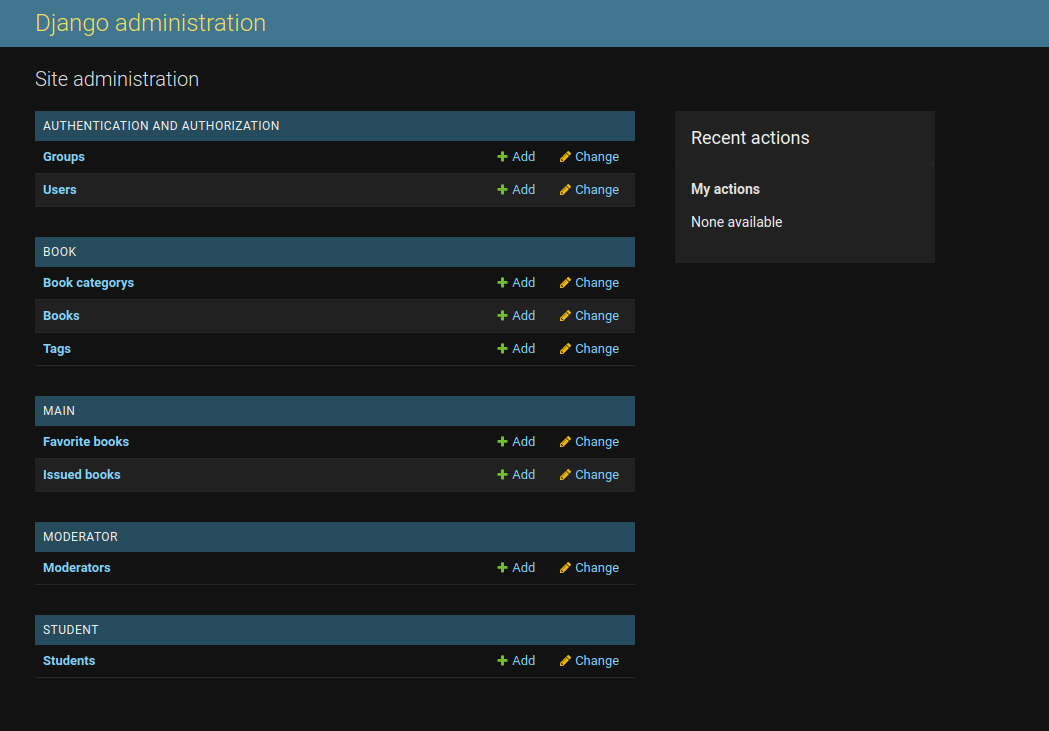 Django administration
Site administration
AUTHENTICATION AND AUTHORIZATION
Groups Add Change
Users Add Change
BOOK
Book categorys Add Change
Books Add Change
Tags Add Change
MAIN
Favorite books Add Change
Issued books Add Change
MODERATOR
Moderators Add Change
STUDENT
Students Add Change
Recent actions
My actions
None available